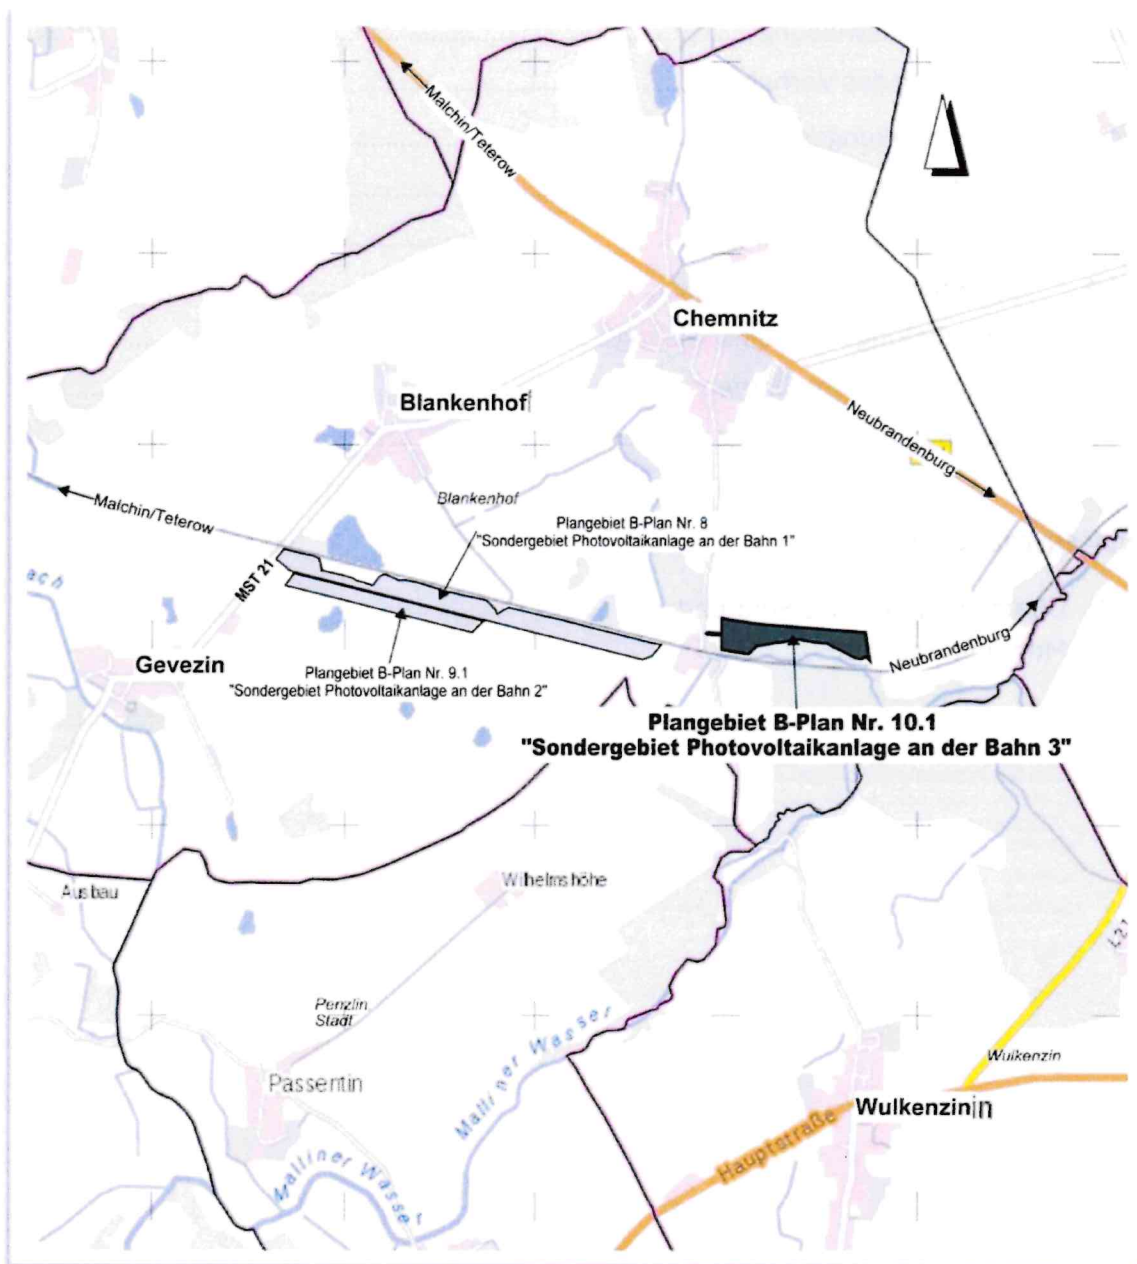 Malchin/Teterow
Chemnitz
Blankenhof
Neubrandenburg
Malchin/Teterow
Blankenhof
Plangebiet B-Plan Nr. 8
"Sondergebiet Photovoltaikanlage an der Bahn 1"
MST 21
ach
Gevezin
Plangebiet B-Plan Nr. 9.1
"Sondergebiet Photovoltaikanlage an der Bahn 2"
Neubrandenburg
Plangebiet B-Plan Nr. 10.1
"Sondergebiet Photovoltaikanlage an der Bahn 3"
Ausbau
Wilhelmshöhe
Penzlin
Stadt
Malliner Wasser
Wulkenzin
Passentin
Wulkenzinin
Hauptstraße
Malliner Wasser